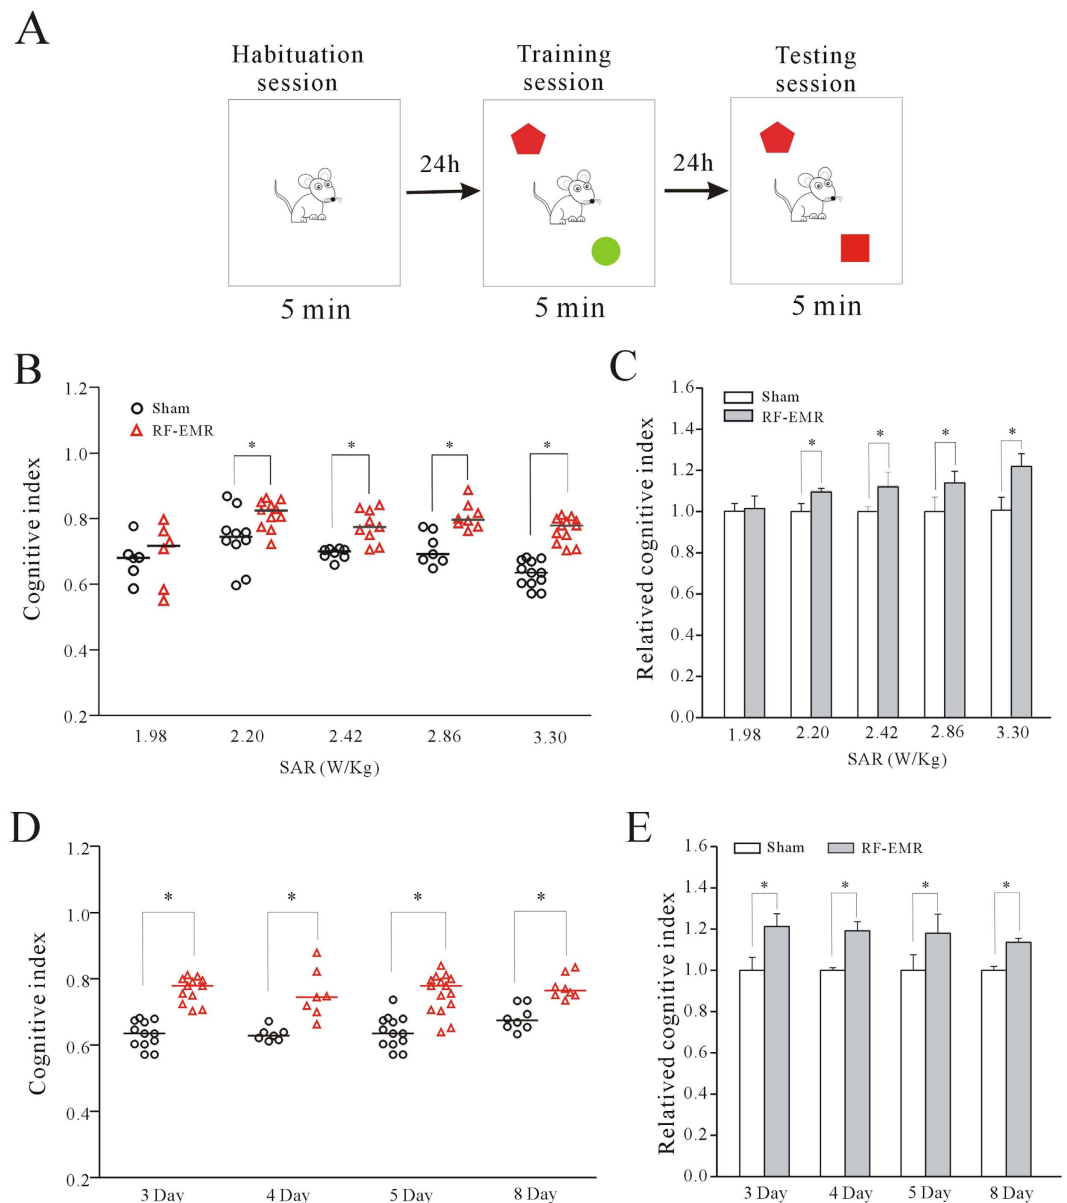 A
Habituation
session
Training
session
Testing
session
24h
24h
5 min
5 min
5 min
B
1.2
1.0
0.8
0.6
0.4
0.2
Cognitive index
Sham
RF-EMR
*
*
*
*
1.98
2.20
2.42
2.86
3.30
SAR (W/Kg)
C
1.6
1.4
1.2
1.0
0.8
0.6
0.4
0.2
0.0
Relatived cognitive index
Sham
RF-EMR
*
*
*
*
1.98
2.20
2.42
2.86
3.30
SAR (W/Kg)
D
1.2
1.0
0.8
0.6
0.4
0.2
Cognitive index
*
*
*
*
3 Day
4 Day
5 Day
8 Day
E
1.6
1.4
1.2
1.0
0.8
0.6
0.4
0.2
0.0
Relatived cognitive index
Sham
RF-EMR
*
*
*
*
3 Day
4 Day
5 Day
8 Day